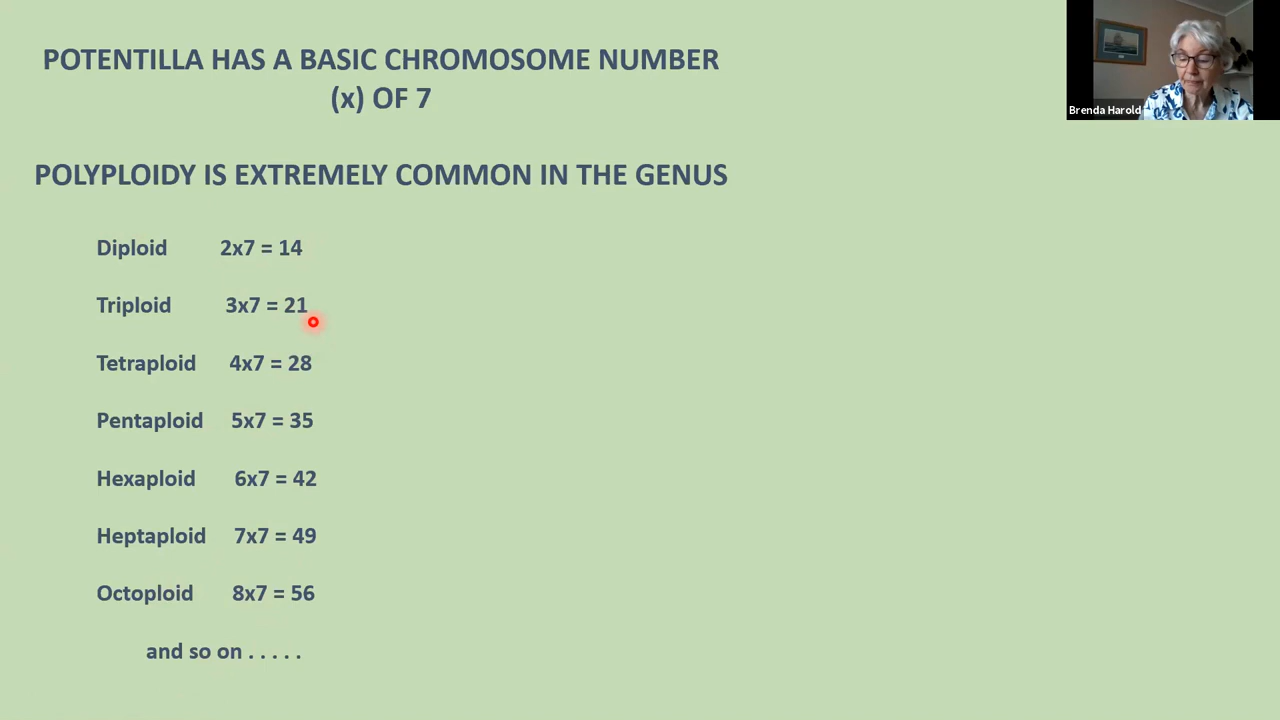 POTENTILLA HAS A BASIC CHROMOSOME NUMBER
(x) OF 7
POLYPLOIDY IS EXTREMELY COMMON IN THE GENUS
Diploid 2x7 = 14
Triploid 3x7 = 21
Tetraploid 4x7 = 28
Pentaploid 5x7 = 35
Hexaploid 6x7 = 42
Heptaploid 7x7 = 49
Octoploid 8x7 = 56
and so on . . . . .
Brenda Harold